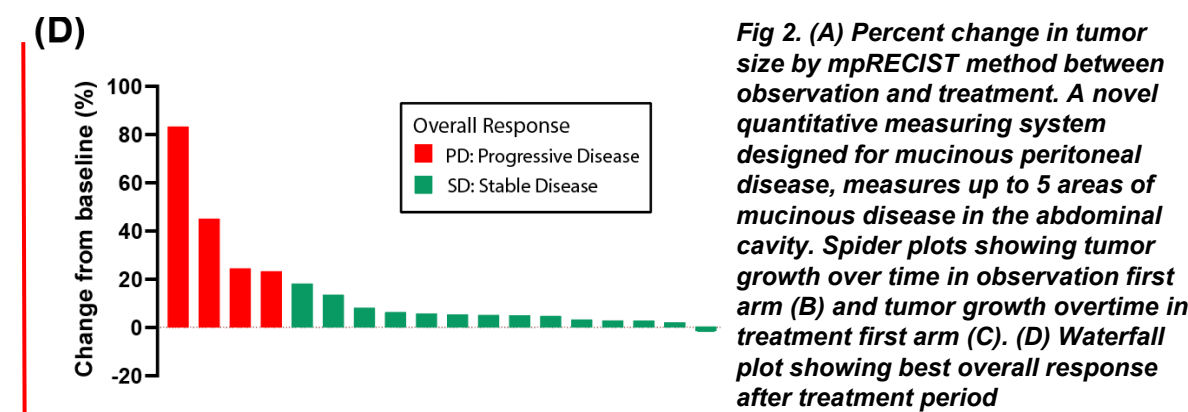 (D)
Change from baseline (%)
100
80
60
40
20
0
-20
Overall Response
PD: Progressive Disease
SD: Stable Disease
Fig 2. (A) Percent change in tumor
size by mpRECIST method between
observation and treatment. A novel
quantitative measuring system
designed for mucinous peritoneal
disease, measures up to 5 areas of
mucinous disease in the abdominal
cavity. Spider plots showing tumor
growth over time in observation first
arm (B) and tumor growth overtime in
treatment first arm (C). (D) Waterfall
plot showing best overall response
after treatment period